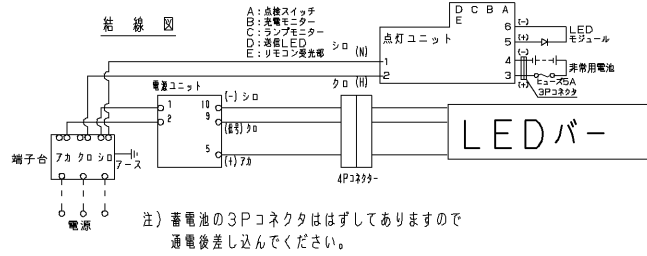 結線図
A:点検スイッチ
B:充電モニター
C:ランプモニター
D:送信LED
E:リモコン受光部
D C B A
E
点灯ユニット
シロ (N)
1
クロ (H)
2
6 (-)
5 (+)
LED
モジュール
4 (-)
3 (+)
非常用電池
ヒューズ5A
3Pコネクタ
電源ユニット
1
2
10 (-) シロ
9 (信号) クロ
5 (+) アカ
4Pコネクター
LEDバー
端子台 アカ クロ シロ アース
電源
注) 蓄電池の3Pコネクタははずしてありますので
通電後差し込んでください。